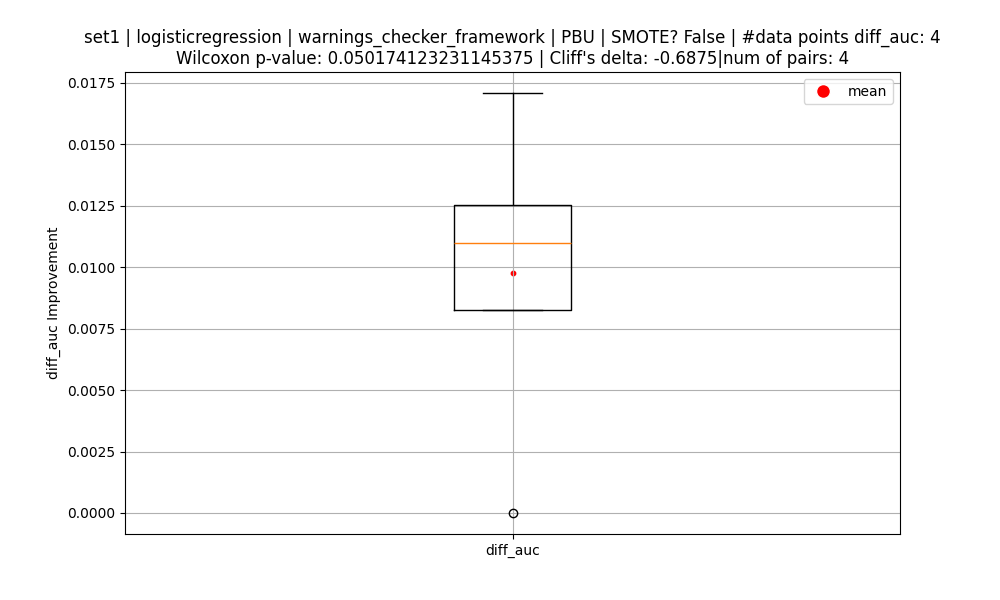 set1 | logisticregression | warnings_checker_framework | PBU | SMOTE? False | #data points diff_auc: 4
Wilcoxon p-value: 0.050174123231145375 | Cliff's delta: -0.6875|num of pairs: 4
mean
0.0175
0.0150
0.0125
0.0100
0.0075
0.0050
0.0025
0.0000
diff_auc Improvement
diff_auc